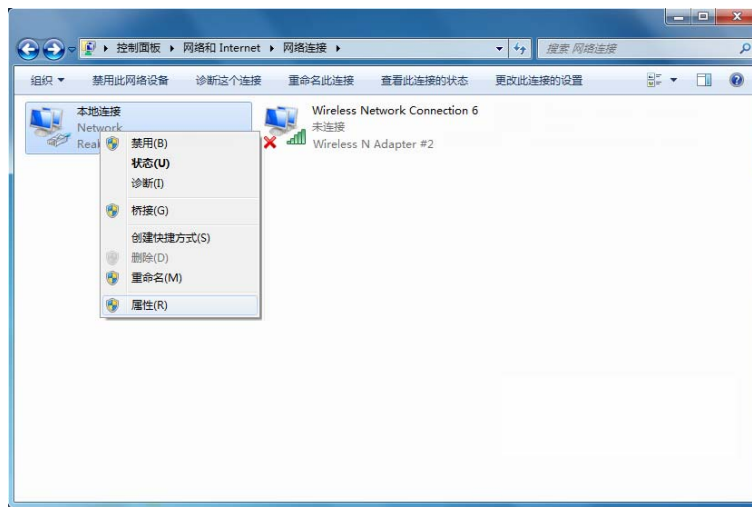 控制面板 ▸ 网络和 Internet ▸ 网络连接 ▸
搜索 网络连接
组织 禁用此网络设备 诊断这个连接 重命名此连接 查看此连接的状态 更改此连接的设置
本地连接
Network
禁用(B)
状态(U)
诊断(I)
桥接(G)
创建快捷方式(S)
删除(D)
重命名(M)
属性(R)
Wireless Network Connection 6
未连接
Wireless N Adapter #2